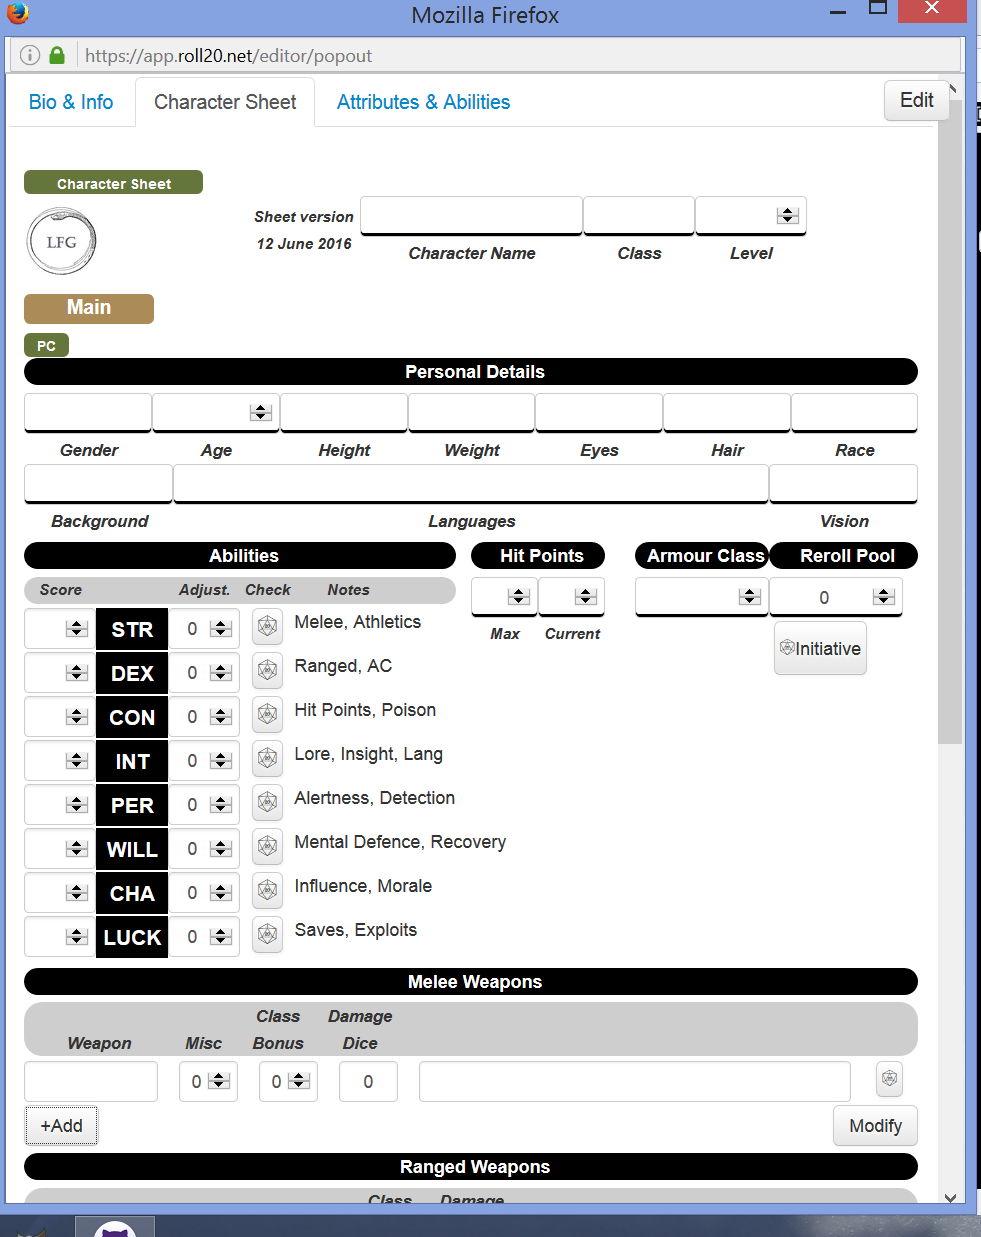 Mozilla Firefox
https://app.roll20.net/editor/popout
Bio & Info
Character Sheet
Attributes & Abilities
Edit
Character Sheet
LFG
Sheet version
12 June 2016
Character Name
Class
Level
Main
PC
Personal Details
Gender
Age
Height
Weight
Eyes
Hair
Race
Background
Languages
Vision
Abilities
Hit Points
Armour Class
Reroll Pool
Score
Adjust.
Check
Notes
0
Max
Current
Initiative
STR 0 Melee, Athletics
DEX 0 Ranged, AC
CON 0 Hit Points, Poison
INT 0 Lore, Insight, Lang
PER 0 Alertness, Detection
WILL 0 Mental Defence, Recovery
CHA 0 Influence, Morale
LUCK 0 Saves, Exploits
Melee Weapons
Weapon
Misc
Class Bonus
Damage Dice
0 0 0
+Add
Modify
Ranged Weapons
Class
Damage